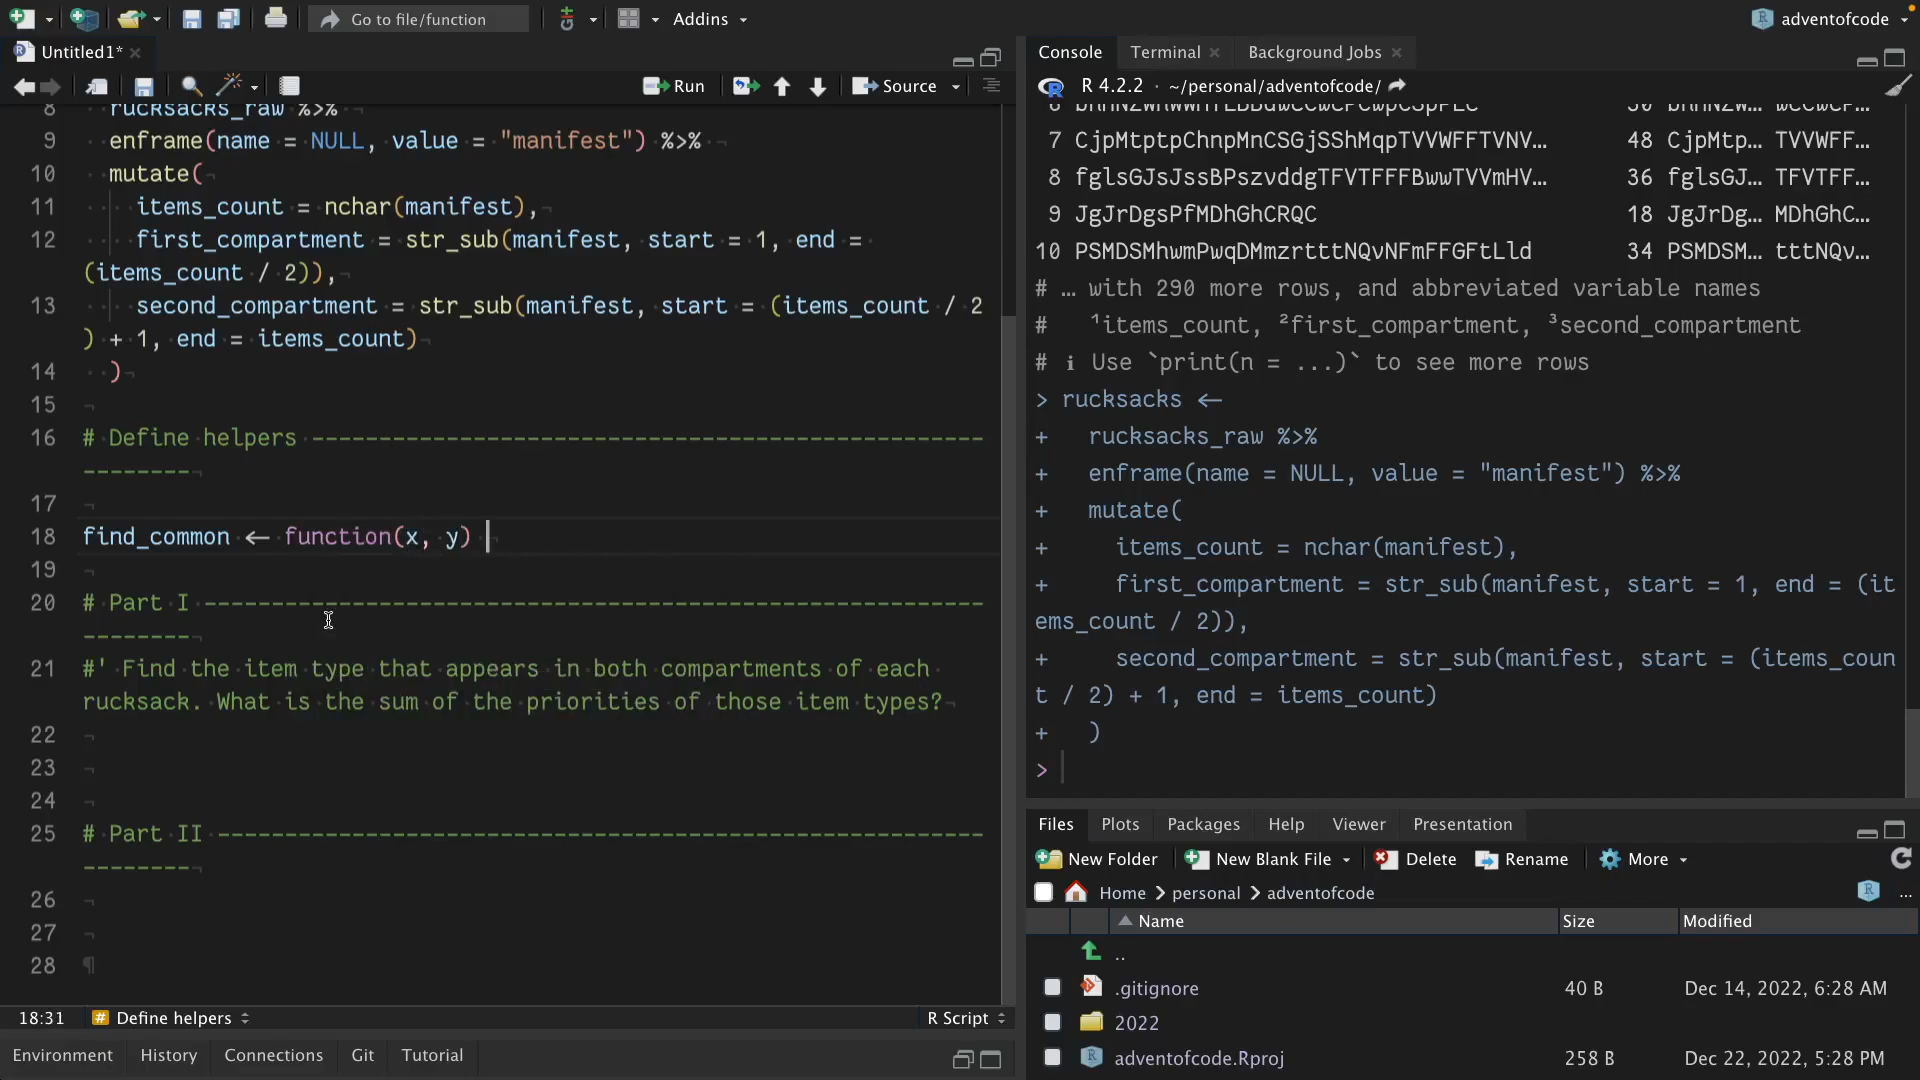 Go to file/function
Addins
adventofcode
Untitled1*
Run
Source
8 rucksacks_raw %>%
9 enframe(name = NULL, value = "manifest") %>%
10 mutate(
11 items_count = nchar(manifest),
12 first_compartment = str_sub(manifest, start = 1, end =
(items_count / 2)),
13 second_compartment = str_sub(manifest, start = (items_count / 2
) + 1, end = items_count)
14 )
15
16 # Define helpers ---------------------------------------------------
--------
17
18 find_common <- function(x, y)
19
20 # Part I -----------------------------------------------------------
--------
21 #' Find the item type that appears in both compartments of each
rucksack. What is the sum of the priorities of those item types?
22
23
24
25 # Part II ----------------------------------------------------------
--------
26
27
28
18:31 # Define helpers R Script
Environment History Connections Git Tutorial
Console Terminal Background Jobs
R 4.2.2 · ~/personal/adventofcode/
7 CjpMtptpChnpMnCSGjSShMqpTVVWFFTVNV… 48 CjpMtp… TVVWFF…
8 fglsGJsJssBPszvddgTFVTFFFBwwTVVmHV… 36 fglsGJ… TFVTFF…
9 JgJrDgsPfMDhGhCRQC 18 JgJrDg… MDhGhC…
10 PSMDSMhwmPwqDMmzrtttNQvNFmFFGFtLld 34 PSMDSM… tttNQv…
# … with 290 more rows, and abbreviated variable names
# ¹items_count, ²first_compartment, ³second_compartment
# ℹ Use `print(n = ...)` to see more rows
> rucksacks <-
+ rucksacks_raw %>%
+ enframe(name = NULL, value = "manifest") %>%
+ mutate(
+ items_count = nchar(manifest),
+ first_compartment = str_sub(manifest, start = 1, end = (it
ems_count / 2)),
+ second_compartment = str_sub(manifest, start = (items_coun
t / 2) + 1, end = items_count)
+ )
>
Files Plots Packages Help Viewer Presentation
New Folder New Blank File Delete Rename More
Home > personal > adventofcode ...
Name Size Modified
..
.gitignore 40 B Dec 14, 2022, 6:28 AM
2022
adventofcode.Rproj 258 B Dec 22, 2022, 5:28 PM